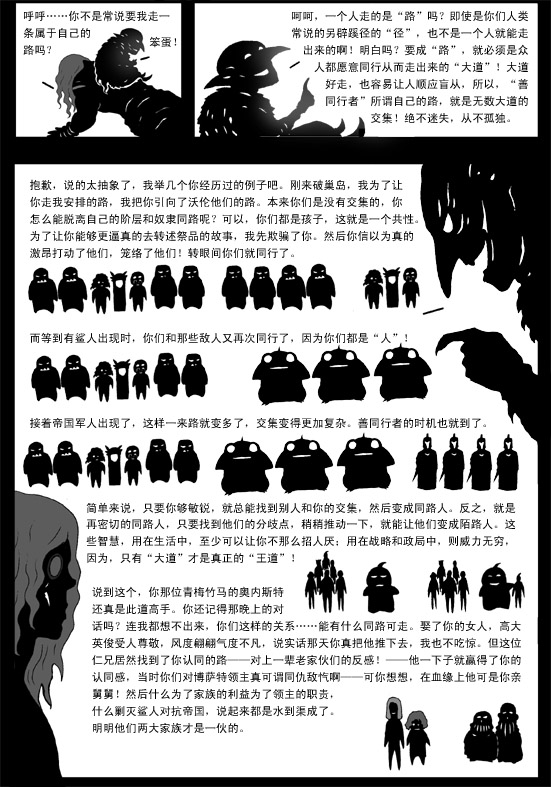 呼呼……你不是常说要我走一
条属于自己的
路吗？
笨蛋！
呵呵，一个人走的是“路”吗？即使是你们人类
常说的另辟蹊径的“径”，也不是一个人就能走
出来的啊！明白吗？要成“路”，就必须是众
人都愿意同行从而走出来的“大道”！大道
好走，也容易让人顺应盲从，所以，“善
同行者”所谓自己的路，就是无数大道的
交集！绝不迷失，从不孤独。
抱歉，说的太抽象了，我举几个你经历过的例子吧。刚来破巢岛，我为了让
你走我安排的路，我把你引向了沃伦他们的路。本来你们是没有交集的，你
怎么能脱离自己的阶层和奴隶同路呢？可以，你们都是孩子，这就是一个共性。
为了让你能够更逼真的去转述祭品的故事，我先欺骗了你。然后你信以为真的
激昂打动了他们，笼络了他们！转眼间你们就同行了。
而等到有鲨人出现时，你们和那些敌人又再次同行了，因为你们都是“人”！
接着帝国军人出现了，这样一来路就变多了，交集变得更加复杂。善同行者的时机也就到了。
简单来说，只要你够敏锐，就总能找到别人和你的交集，然后变成同路人。反之，就是
再密切的同路人，只要找到他们的分歧点，稍稍推动一下，就能让他们变成陌路人。这
些智慧，用在生活中，至少可以让你不那么招人厌；用在战略和政局中，则威力无穷，
因为，只有“大道”才是真正的“王道”！
说到这个，你那位青梅竹马的奥内斯特
还真是此道高手。你还记得那晚上的对
话吗？连我都想不出来，你们这样的关系……能有什么同路可走。娶了你的女人，高大
英俊受人尊敬，风度翩翩气度不凡，说实话那天你真把他推下去，我也不吃惊。但这位
仁兄居然找到了你认同的路——对上一辈老家伙们的反感！——他一下子就赢得了你的
认同感，当时你们对博萨特领主真可谓同仇敌忾啊——可你想想，在血缘上他可是你亲
舅舅！然后什么为了家族的利益为了领主的职责，
什么剿灭鲨人对抗帝国，说起来都是水到渠成了。
明明他们两大家族才是一伙的。